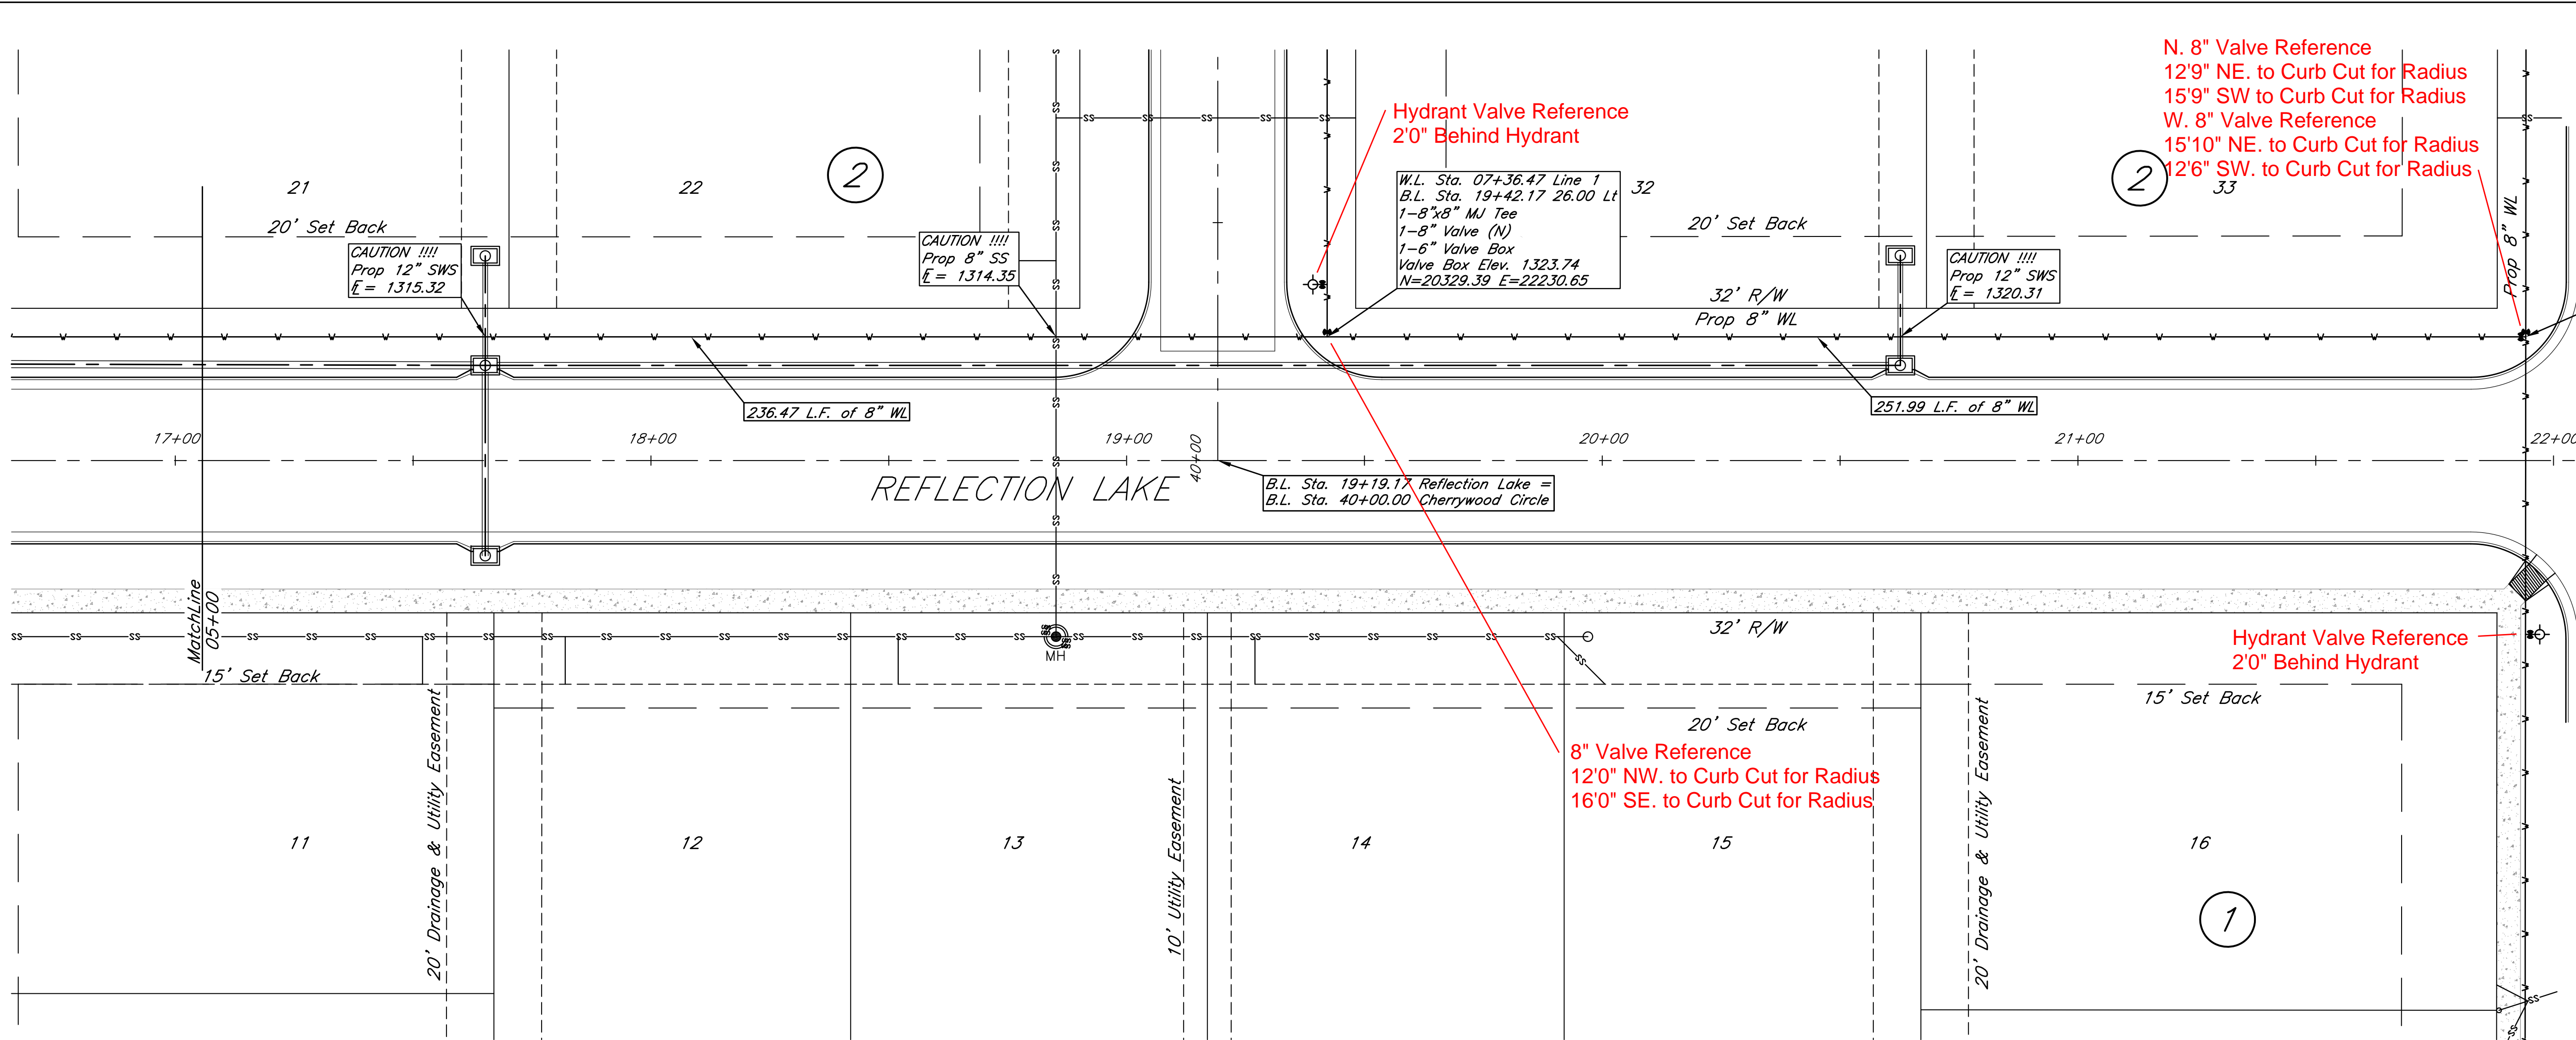 N. 8" Valve Reference
12'9" NE. to Curb Cut for Radius
15'9" SW to Curb Cut for Radius
W. 8" Valve Reference
15'10" NE. to Curb Cut for Radius
12'6" SW. to Curb Cut for Radius
Hydrant Valve Reference
2'0" Behind Hydrant
21
22
2
32
2
33
W.L. Sta. 07+36.47 Line 1
B.L. Sta. 19+42.17 26.00 Lt
1-8"x8" MJ Tee
1-8" Valve (N)
1-6" Valve Box
Valve Box Elev. 1323.74
N=20329.39 E=22230.65
20' Set Back
20' Set Back
CAUTION !!!!
Prop 12" SWS
FL = 1315.32
CAUTION !!!!
Prop 8" SS
FL = 1314.35
CAUTION !!!!
Prop 12" SWS
FL = 1320.31
Prop 8" WL
32' R/W
Prop 8" WL
236.47 L.F. of 8" WL
251.99 L.F. of 8" WL
17+00
18+00
19+00
40+00
20+00
21+00
22+00
REFLECTION LAKE
B.L. Sta. 19+19.17 Reflection Lake =
B.L. Sta. 40+00.00 Cherrywood Circle
MatchLine
05+00
MH
32' R/W
Hydrant Valve Reference
2'0" Behind Hydrant
15' Set Back
15' Set Back
20' Set Back
8" Valve Reference
12'0" NW. to Curb Cut for Radius
16'0" SE. to Curb Cut for Radius
20' Drainage & Utility Easement
10' Utility Easement
20' Drainage & Utility Easement
11
12
13
14
15
16
1